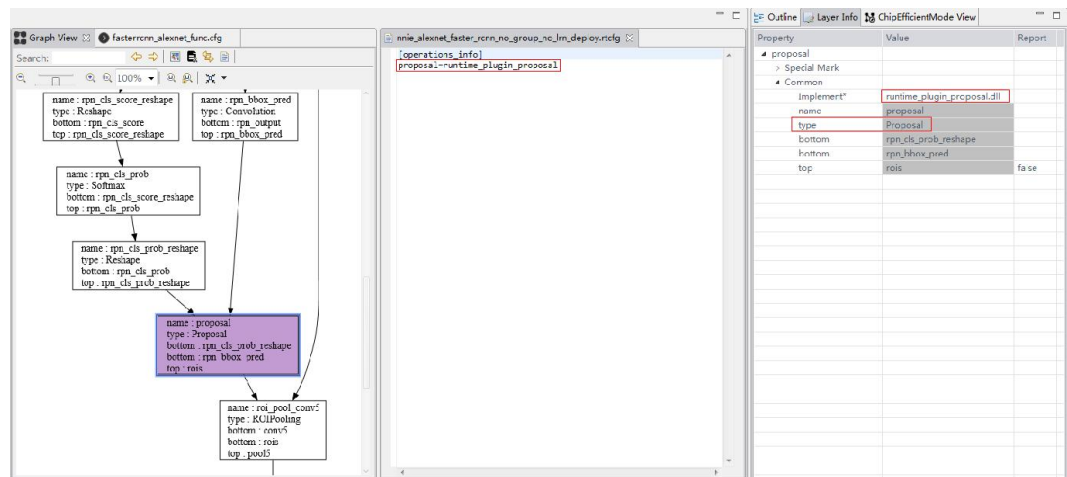 Graph View
facterrcnn_alexnet_func.cfg
Search:
100%
name : rpn_cls_score_reshape
type : Reshape
bottom : rpn_cls_score
top : rpn_cls_score_reshape
name : rpn_bbox_pred
type : Convolution
bottom : rpn_output
top : rpn_bbox_pred
name : rpn_cls_prob
type : Softmax
bottom : rpn_cls_score_reshape
top : rpn_cls_prob
name : rpn_cls_prob_reshape
type : Reshape
bottom : rpn_cls_prob
top : rpn_cls_prob_reshape
name : proposal
type : Proposal
bottom : rpn_cls_prob_reshape
bottom : rpn_bbox_pred
top : rois
name : roi_pool_conv5
type : ROIPooling
bottom : conv5
bottom : rois
top : pool5
nnie_alexnet_faster_rcnn_no_group_nc_lrn_deploy.rtcfg
[operations_info]
proposal-runtime_plugin_proposal
Outline Layer Info ChipEfficientMode View
Property Value Report
proposal
Special Mark
Common
Implement* runtime_plugin_proposal.dll
name proposal
type Proposal
bottom rpn_cls_prob_reshape
bottom rpn_bbox_pred
top rois false